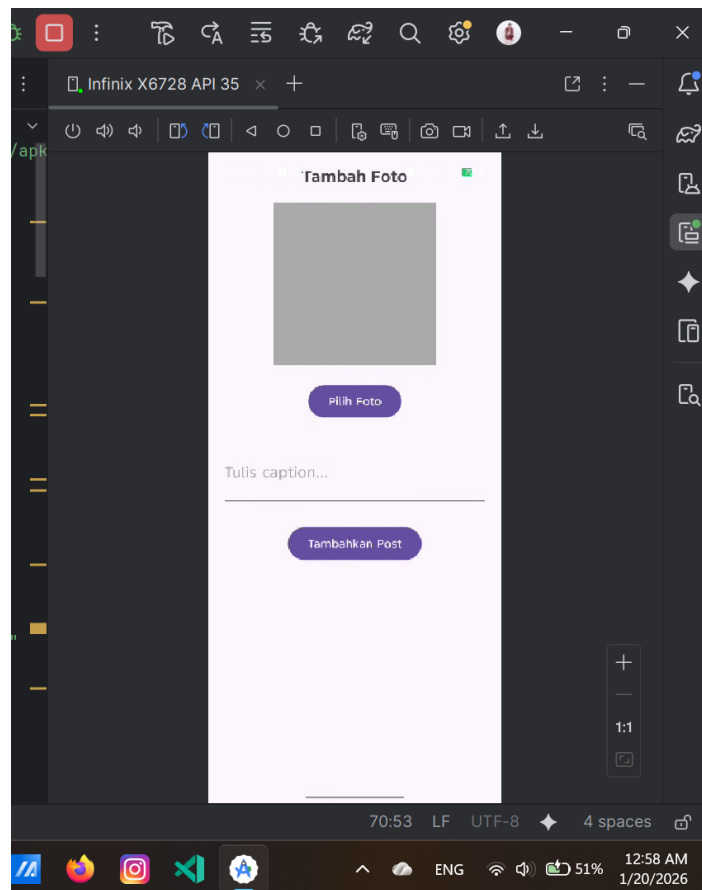 Infinix X6728 API 35
/apk
Tambah Foto
Pilih Foto
Tulis caption...
Tambahkan Post
"
1:1
70:53 LF UTF-8 4 spaces
ENG 51% 12:58 AM
1/20/2026